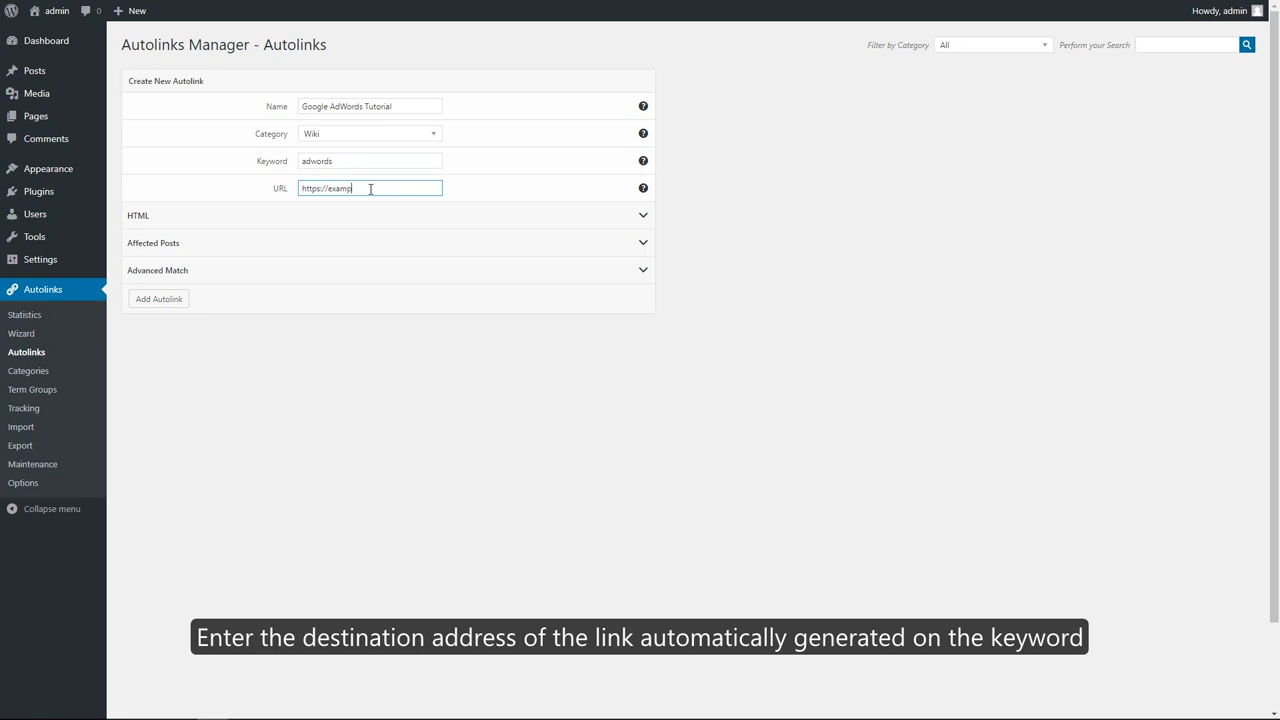 admin 0 New Howdy, admin
Dashboard
Posts
Media
Pages
Comments
Appearance
Plugins
Users
Tools
Settings
Autolinks
Statistics
Wizard
Autolinks
Categories
Term Groups
Tracking
Import
Export
Maintenance
Options
Collapse menu
Autolinks Manager - Autolinks
Filter by Category All Perform your Search
Create New Autolink
Name Google AdWords Tutorial
Category Wiki
Keyword adwords
URL https://examp
HTML
Affected Posts
Advanced Match
Add Autolink
Enter the destination address of the link automatically generated on the keyword